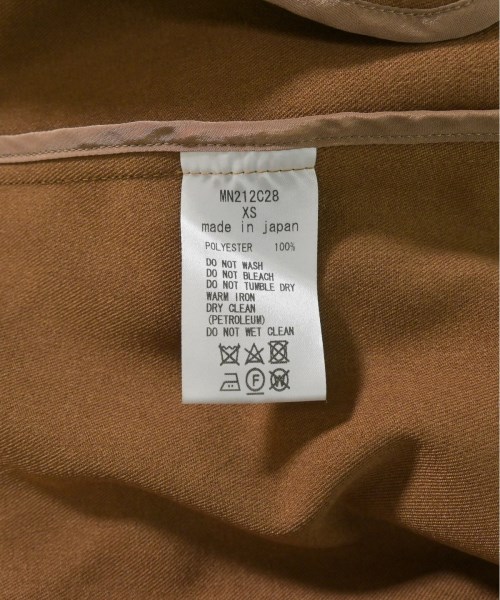 MN212C28
XS
made in japan
POLYESTER 100%
DO NOT WASH
DO NOT BLEACH
DO NOT TUMBLE DRY
WARM IRON
DRY CLEAN
(PETROLEUM)
DO NOT WET CLEAN
F W